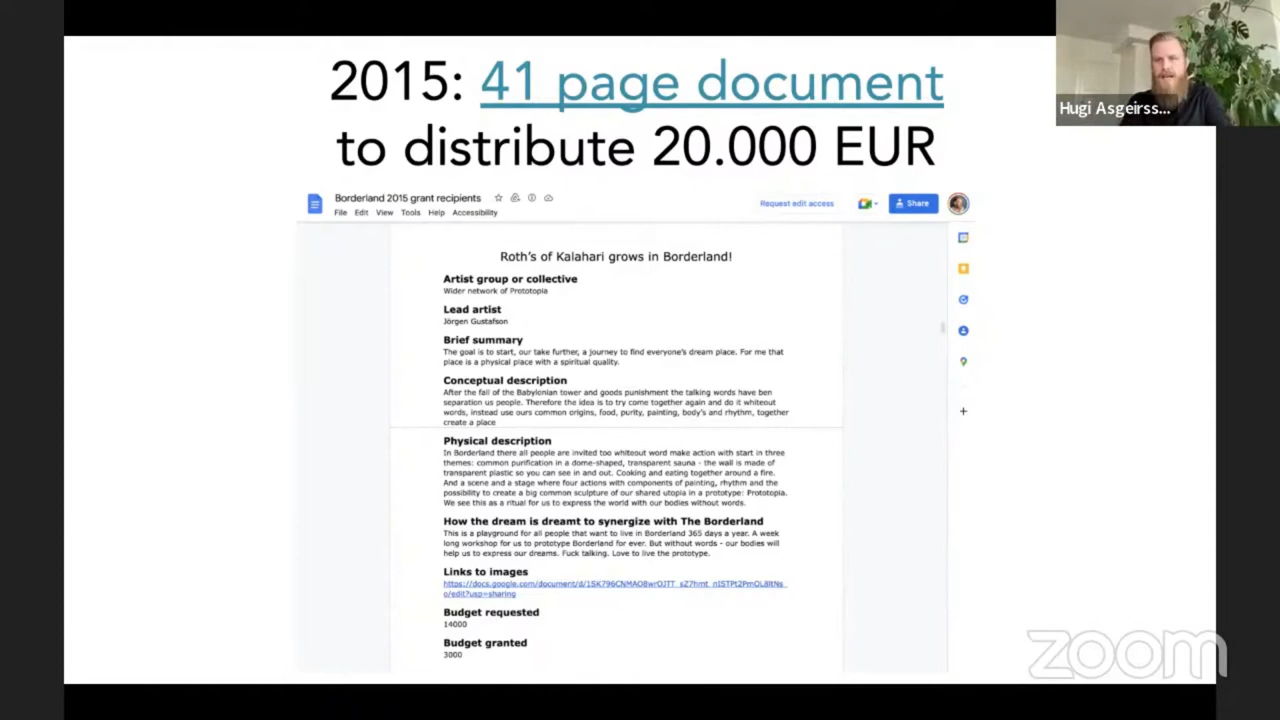 2015: 41 page document
to distribute 20.000 EUR
Hugi Asgeirss...
Borderland 2015 grant recipients
File Edit View Tools Help Accessibility
Request edit access
Share
Roth's of Kalahari grows in Borderland!
Artist group or collective
Wider network of Prototopia
Lead artist
Jörgen Gustafson
Brief summary
The goal is to start, our take further, a journey to find everyone's dream place. For me that
place is a physical place with a spiritual quality.
Conceptual description
After the fall of the Babylonian tower and goods punishment the talking words have ben
separation us people. Therefore the idea is to try come together again and do it whiteout
words, instead use ours common origins, food, purity, painting, body's and rhythm, together
create a place
Physical description
In Borderland there all people are invited too whiteout word make action with start in three
themes: common purification in a dome-shaped, transparent sauna - the wall is made of
transparent plastic so you can see in and out. Cooking and eating together around a fire.
And a scene and a stage where four actions with components of painting, rhythm and the
possibility to create a big common sculpture of our shared utopia in a prototype: Prototopia.
We see this as a ritual for us to express the world with our bodies without words.
How the dream is dreamt to synergize with The Borderland
This is a playground for all people that want to live in Borderland 365 days a year. A week
long workshop for us to prototype Borderland for ever. But without words - our bodies will
help us to express our dreams. Fuck talking. Love to live the prototype.
Links to images
o/edit?usp=sharing
Budget requested
14000
Budget granted
3000
zoom